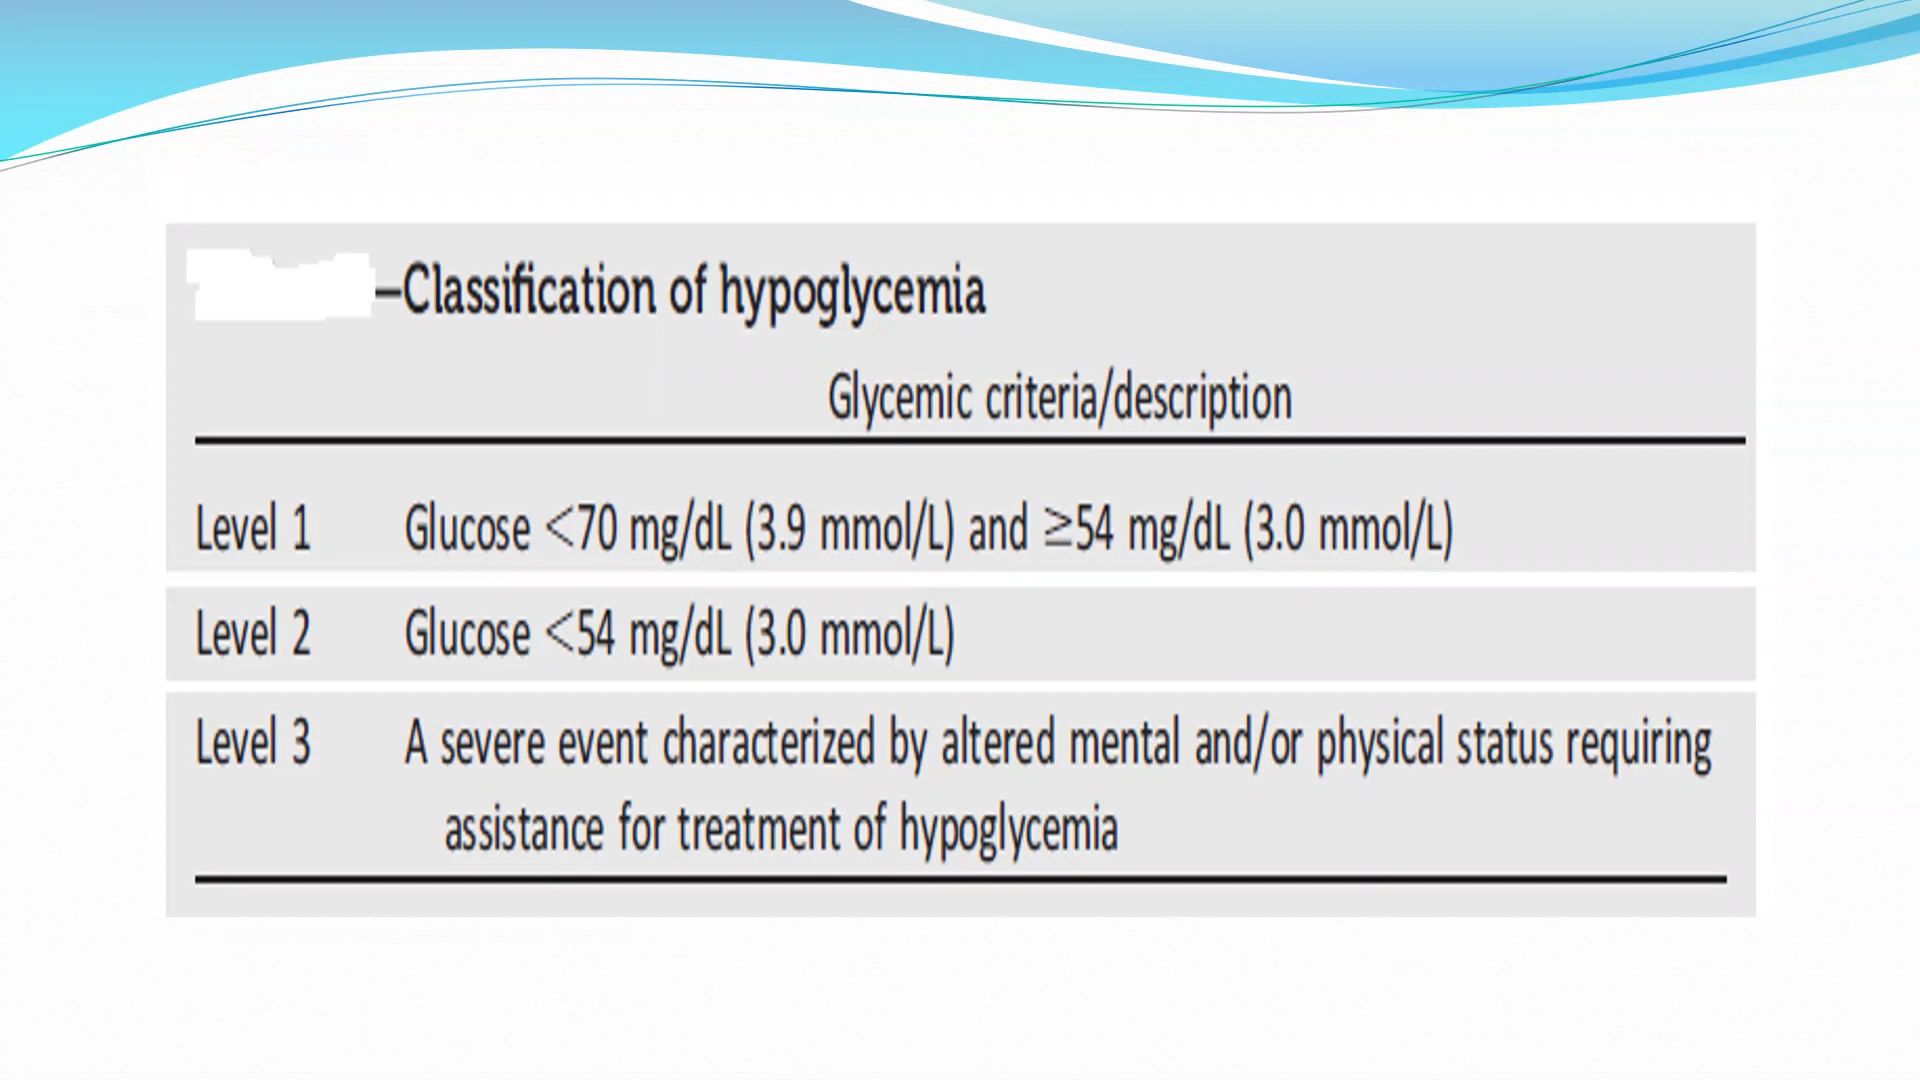 –Classification of hypoglycemia
Glycemic criteria/description
Level 1 Glucose <70 mg/dL (3.9 mmol/L) and ≥54 mg/dL (3.0 mmol/L)
Level 2 Glucose <54 mg/dL (3.0 mmol/L)
Level 3 A severe event characterized by altered mental and/or physical status requiring
assistance for treatment of hypoglycemia